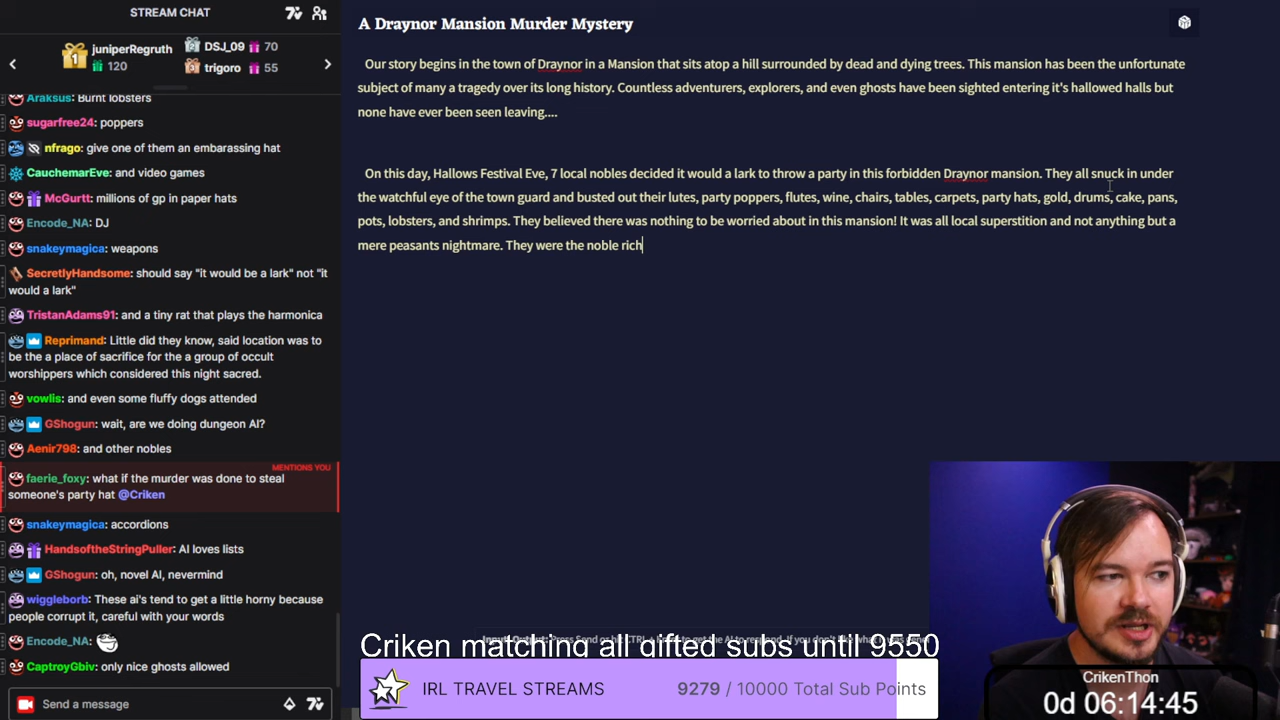 STREAM CHAT
juniperRegruth
120
DSJ_09 70
trigoro 55
Araksus: Burnt lobsters
sugarfree24: poppers
nfrago: give one of them an embarassing hat
CauchemarEve: and video games
McGurtt: millions of gp in paper hats
Encode_NA: DJ
snakeymagica: weapons
SecretlyHandsome: should say "it would be a lark" not "it
would a lark"
TristanAdams91: and a tiny rat that plays the harmonica
Reprimand: Little did they know, said location was to
be the a place of sacrifice for the a group of occult
worshippers which considered this night sacred.
vowlis: and even some fluffy dogs attended
GShogun: wait, are we doing dungeon AI?
Aenir798: and other nobles
MENTIONS YOU
faerie_foxy: what if the murder was done to steal
someone's party hat @Criken
snakeymagica: accordions
HandsoftheStringPuller: AI loves lists
GShogun: oh, novel AI, nevermind
wiggleborb: These ai's tend to get a little horny because
people corrupt it, careful with your words
Encode_NA:
CaptroyGbiv: only nice ghosts allowed
Send a message
A Draynor Mansion Murder Mystery
Our story begins in the town of Draynor in a Mansion that sits atop a hill surrounded by dead and dying trees. This mansion has been the unfortunate
subject of many a tragedy over its long history. Countless adventurers, explorers, and even ghosts have been sighted entering it's hallowed halls but
none have ever been seen leaving....
On this day, Hallows Festival Eve, 7 local nobles decided it would a lark to throw a party in this forbidden Draynor mansion. They all snuck in under
the watchful eye of the town guard and busted out their lutes, party poppers, flutes, wine, chairs, tables, carpets, party hats, gold, drums, cake, pans,
pots, lobsters, and shrimps. They believed there was nothing to be worried about in this mansion! It was all local superstition and not anything but a
mere peasants nightmare. They were the noble rich
Criken matching all gifted subs until 9550
IRL TRAVEL STREAMS 9279 / 10000 Total Sub Points
CrikenThon
0d 06:14:45